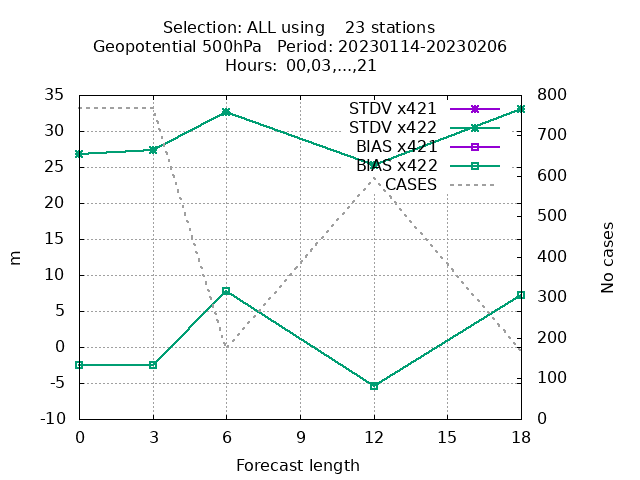 Selection: ALL using    23 stations
Geopotential 500hPa   Period: 20230114-20230206
Hours: 00,03,...,21
35
30
25
20
15
10
5
0
-5
-10
m
STDV x421
STDV x422
BIAS x421
BIAS x422
CASES
800
700
600
500
400
300
200
100
0
No cases
0 3 6 9 12 15 18
Forecast length